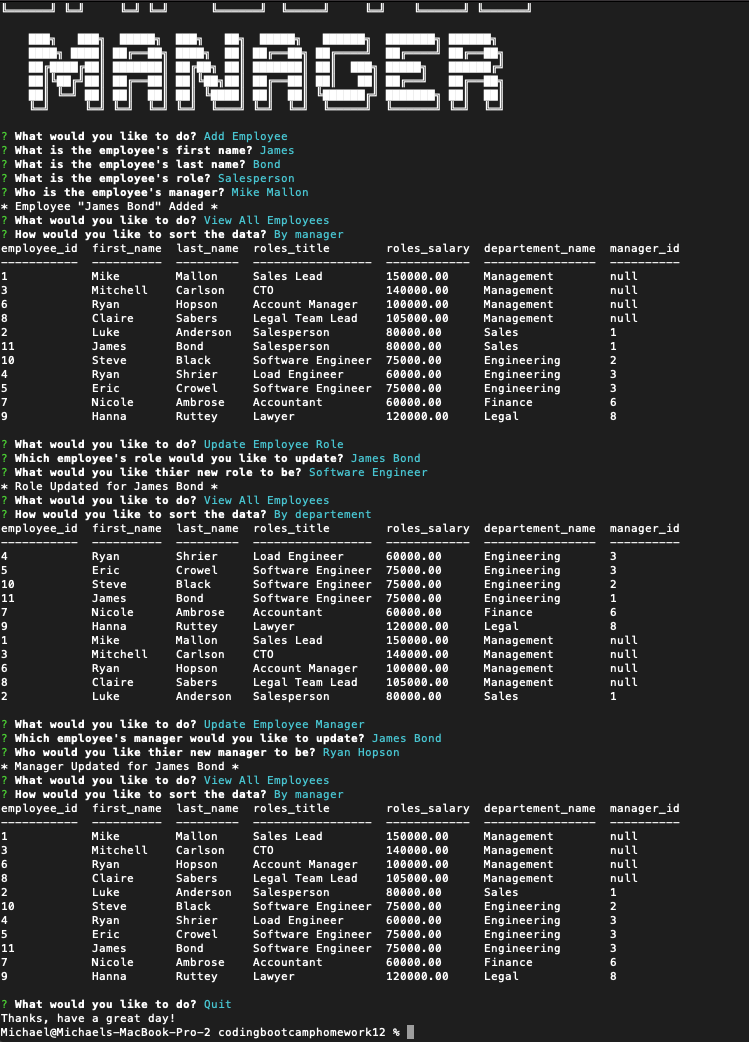 MANAGER
? What would you like to do? Add Employee
? What is the employee's first name? James
? What is the employee's last name? Bond
? What is the employee's role? Salesperson
? Who is the employee's manager? Mike Mallon
* Employee "James Bond" Added *
? What would you like to do? View All Employees
? How would you like to sort the data? By manager
employee_id  first_name  last_name  roles_title        roles_salary  departement_name  manager_id
-----------  ----------  ---------  -----------------  ------------  ----------------  ----------
1            Mike        Mallon     Sales Lead         150000.00     Management        null
3            Mitchell    Carlson    CTO                140000.00     Management        null
6            Ryan        Hopson     Account Manager    100000.00     Management        null
8            Claire      Sabers     Legal Team Lead    105000.00     Management        null
2            Luke        Anderson   Salesperson        80000.00      Sales             1
11           James       Bond       Salesperson        80000.00      Sales             1
10           Steve       Black      Software Engineer  75000.00      Engineering       2
4            Ryan        Shrier     Load Engineer      60000.00      Engineering       3
5            Eric        Crowel     Software Engineer  75000.00      Engineering       3
7            Nicole      Ambrose    Accountant         60000.00      Finance           6
9            Hanna       Ruttey     Lawyer             120000.00     Legal             8
? What would you like to do? Update Employee Role
? Which employee's role would you like to update? James Bond
? What would you like thier new role to be? Software Engineer
* Role Updated for James Bond *
? What would you like to do? View All Employees
? How would you like to sort the data? By departement
employee_id  first_name  last_name  roles_title        roles_salary  departement_name  manager_id
-----------  ----------  ---------  -----------------  ------------  ----------------  ----------
4            Ryan        Shrier     Load Engineer      60000.00      Engineering       3
5            Eric        Crowel     Software Engineer  75000.00      Engineering       3
10           Steve       Black      Software Engineer  75000.00      Engineering       2
11           James       Bond       Software Engineer  75000.00      Engineering       1
7            Nicole      Ambrose    Accountant         60000.00      Finance           6
9            Hanna       Ruttey     Lawyer             120000.00     Legal             8
1            Mike        Mallon     Sales Lead         150000.00     Management        null
3            Mitchell    Carlson    CTO                140000.00     Management        null
6            Ryan        Hopson     Account Manager    100000.00     Management        null
8            Claire      Sabers     Legal Team Lead    105000.00     Management        null
2            Luke        Anderson   Salesperson        80000.00      Sales             1
? What would you like to do? Update Employee Manager
? Which employee's manager would you like to update? James Bond
? Who would you like thier new manager to be? Ryan Hopson
* Manager Updated for James Bond *
? What would you like to do? View All Employees
? How would you like to sort the data? By manager
employee_id  first_name  last_name  roles_title        roles_salary  departement_name  manager_id
-----------  ----------  ---------  -----------------  ------------  ----------------  ----------
1            Mike        Mallon     Sales Lead         150000.00     Management        null
3            Mitchell    Carlson    CTO                140000.00     Management        null
6            Ryan        Hopson     Account Manager    100000.00     Management        null
8            Claire      Sabers     Legal Team Lead    105000.00     Management        null
2            Luke        Anderson   Salesperson        80000.00      Sales             1
10           Steve       Black      Software Engineer  75000.00      Engineering       2
4            Ryan        Shrier     Load Engineer      60000.00      Engineering       3
5            Eric        Crowel     Software Engineer  75000.00      Engineering       3
11           James       Bond       Software Engineer  75000.00      Engineering       3
7            Nicole      Ambrose    Accountant         60000.00      Finance           6
9            Hanna       Ruttey     Lawyer             120000.00     Legal             8
? What would you like to do? Quit
Thanks, have a great day!
Michael@Michaels-MacBook-Pro-2 codingbootcamphomework12 %